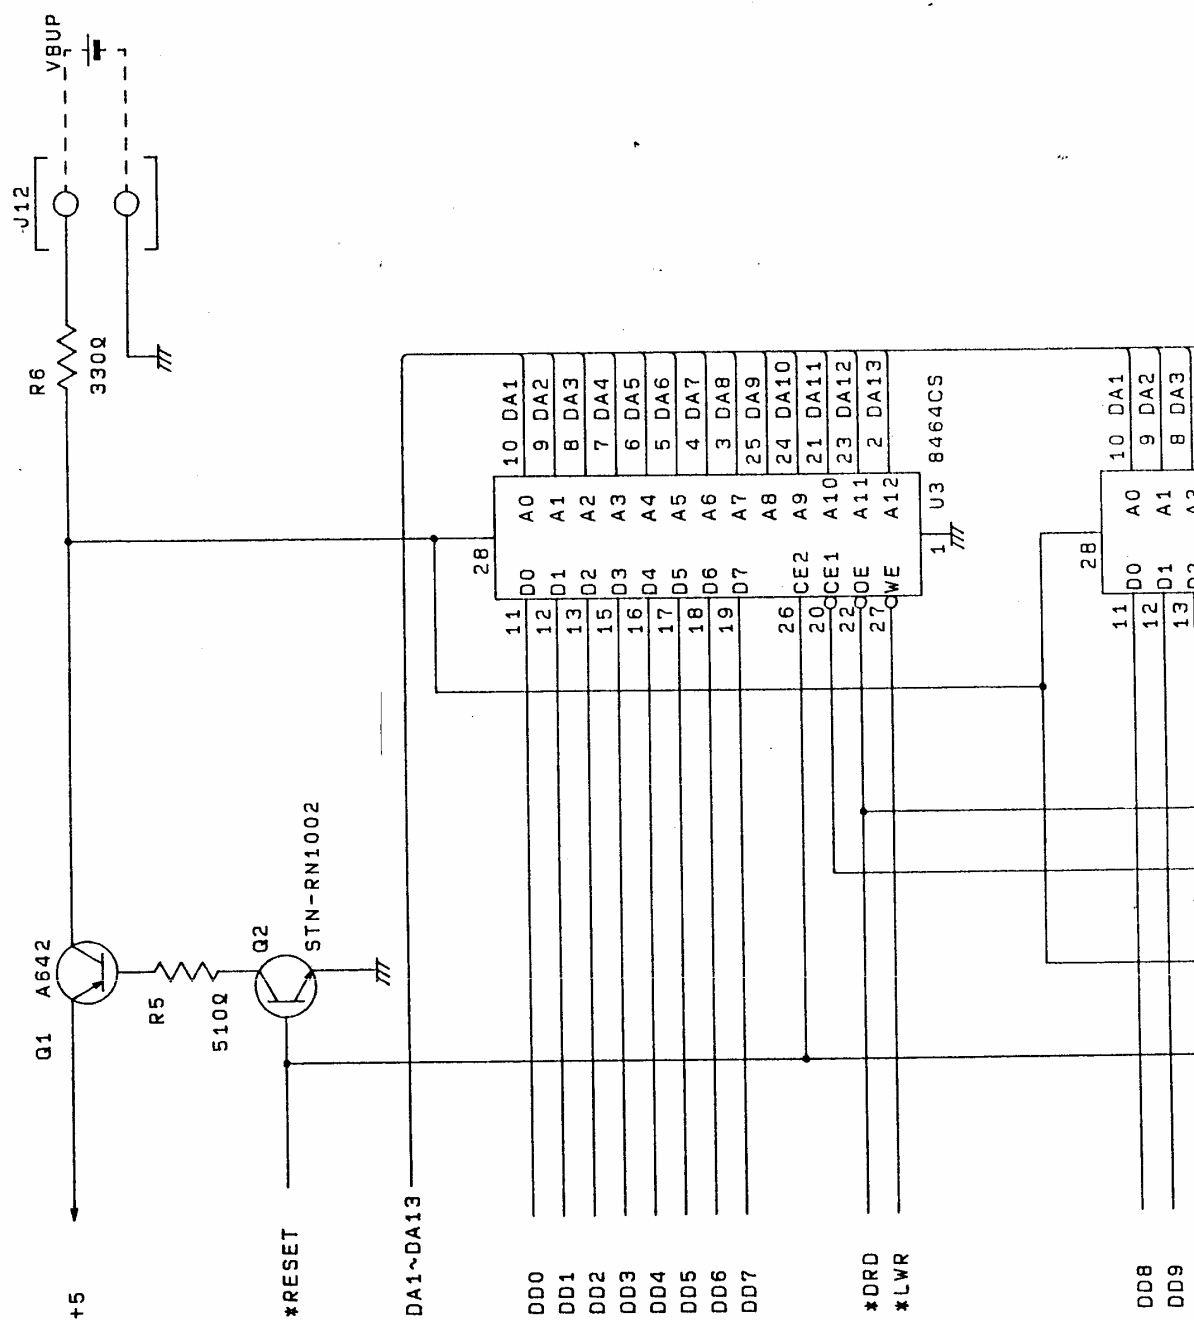 VBUP
J12
R6
330Ω
Q1
A642
R5
510Ω
Q2
STN-RN1002
+5
*RESET
DA1~DA13
28
11 D0
12 D1
13 D2
15 D3
16 D4
17 D5
18 D6
19 D7
26 CE2
20 CE1
22 OE
27 WE
A0
A1
A2
A3
A4
A5
A6
A7
A8
A9
A10
A11
A12
10 DA1
9 DA2
8 DA3
7 DA4
6 DA5
5 DA6
4 DA7
3 DA8
25 DA9
24 DA10
21 DA11
23 DA12
2 DA13
1
U3 8464CS
DD0
DD1
DD2
DD3
DD4
DD5
DD6
DD7
*DRD
*LWR
28
11 D0
12 D1
13
A0
A1
10 DA1
9 DA2
8 DA3
DD8
DD9